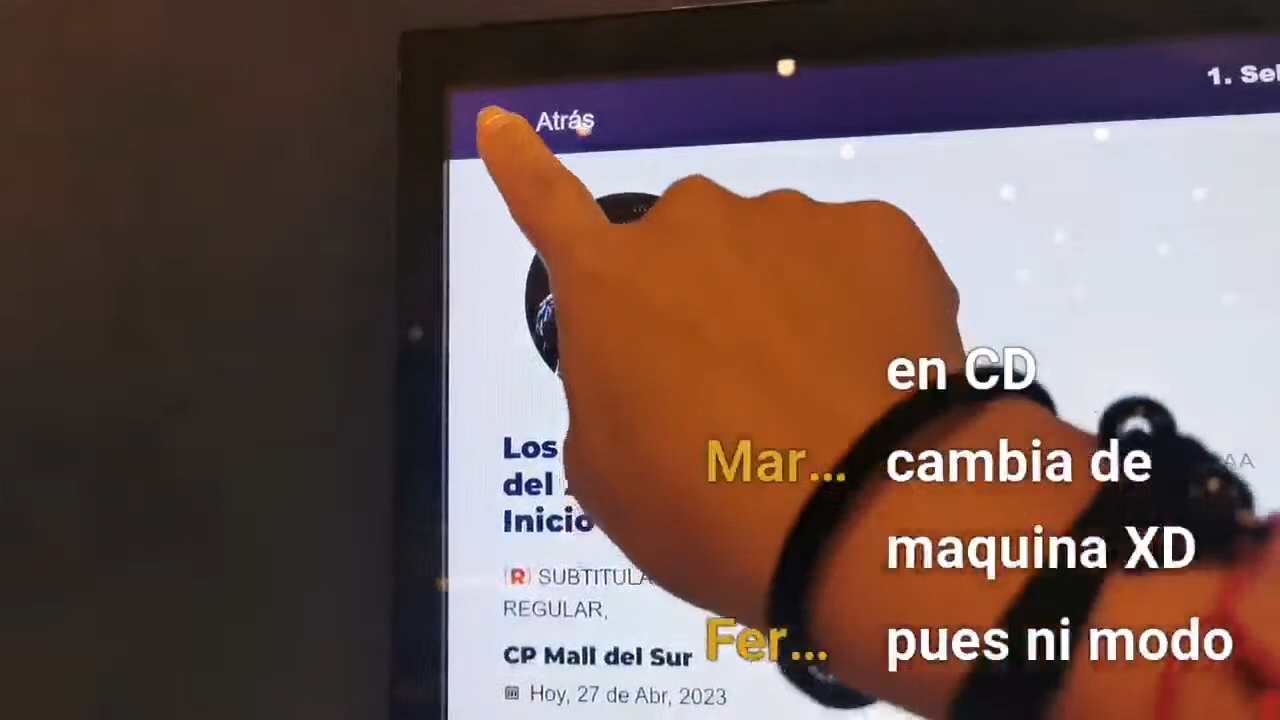 1. Sel
Atrás
en CD
Mar... cambia de
maquina XD
Fer... pues ni modo
Los
del
Inicio
(R) SUBTITULA
REGULAR,
CP Mall del Sur
Hoy, 27 de Abr, 2023